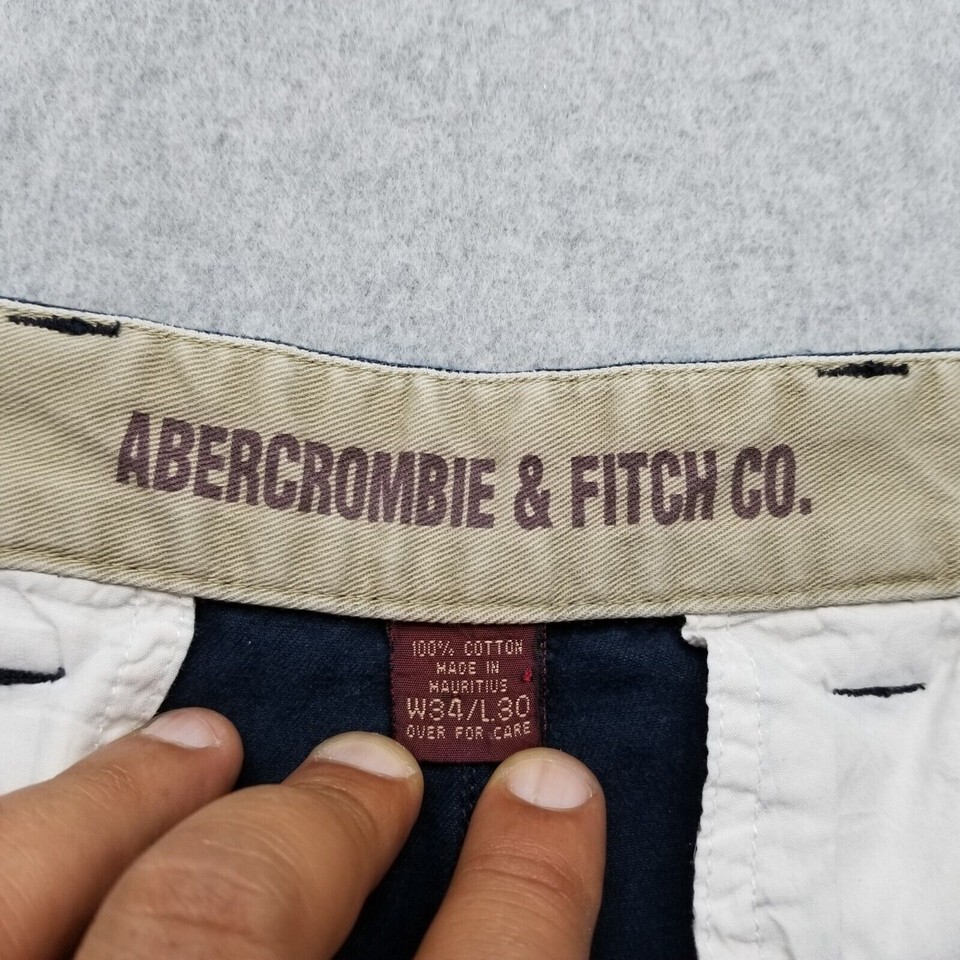 ABERCROMBIE & FITCH CO.
100% COTTON
MADE IN
MAURITIUS
W34/L30
OVER FOR CARE